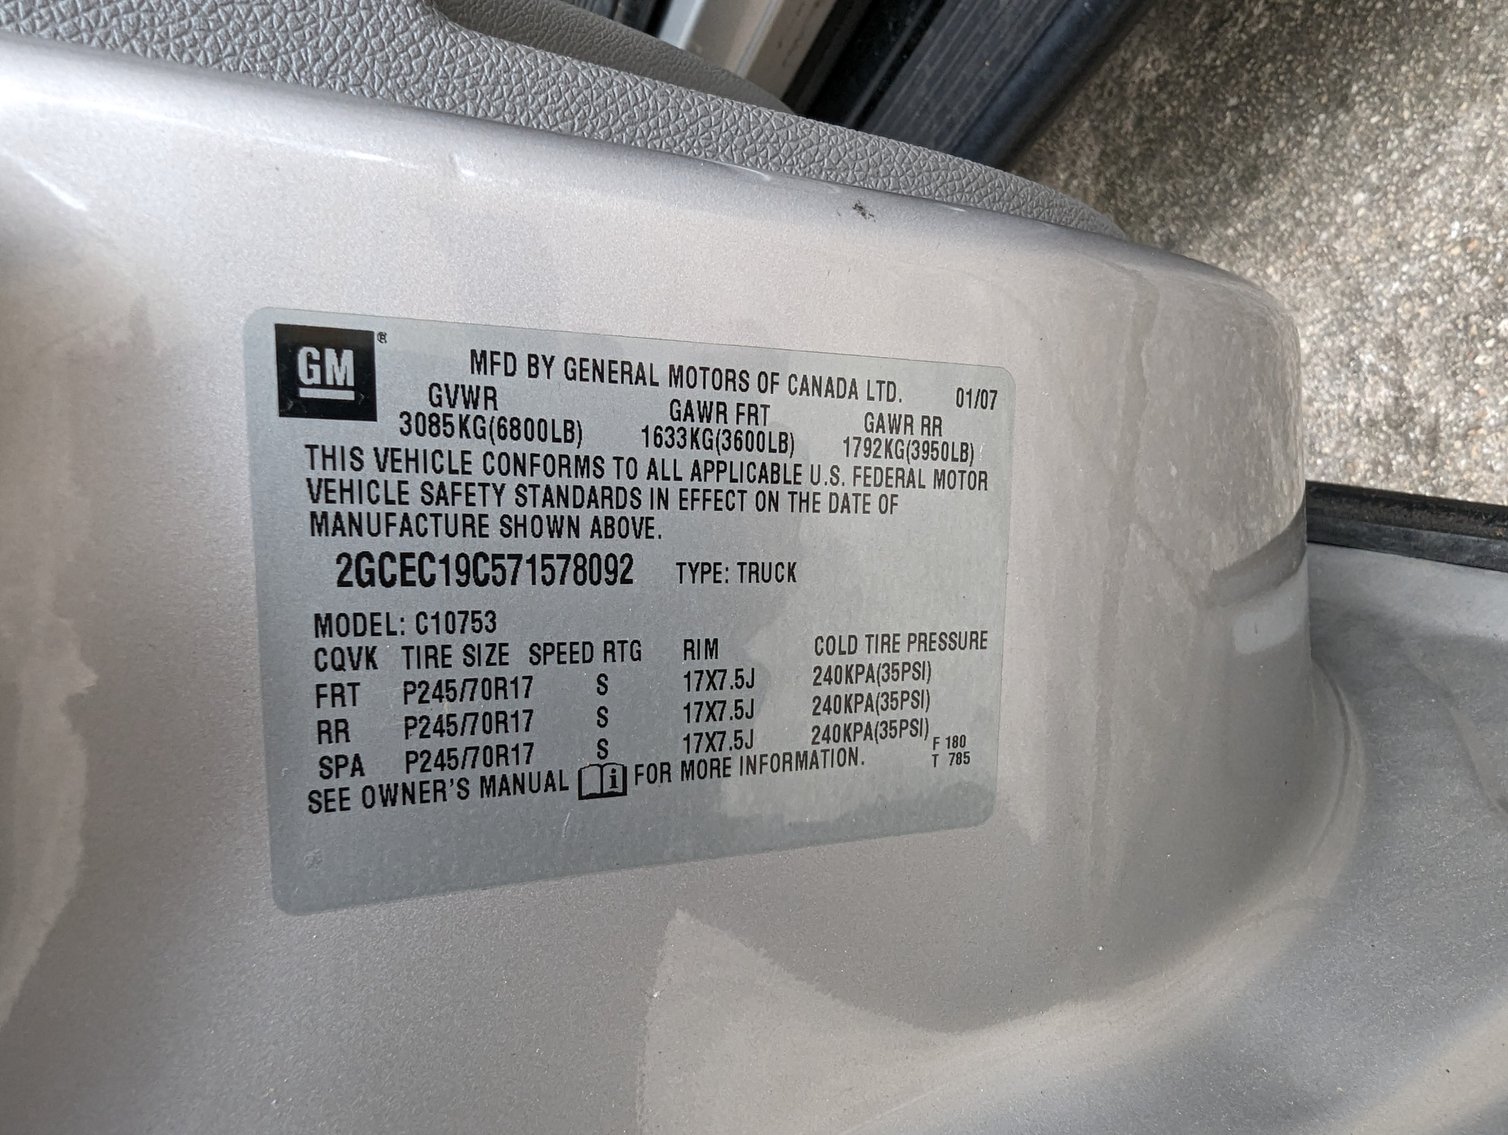 GM ®
MFD BY GENERAL MOTORS OF CANADA LTD. 01/07
GVWR GAWR FRT GAWR RR
3085KG(6800LB) 1633KG(3600LB) 1792KG(3950LB)
THIS VEHICLE CONFORMS TO ALL APPLICABLE U.S. FEDERAL MOTOR
VEHICLE SAFETY STANDARDS IN EFFECT ON THE DATE OF
MANUFACTURE SHOWN ABOVE.
2GCEC19C571578092 TYPE: TRUCK
MODEL: C10753
CQVK TIRE SIZE SPEED RTG RIM COLD TIRE PRESSURE
FRT P245/70R17 S 17X7.5J 240KPA(35PSI)
RR P245/70R17 S 17X7.5J 240KPA(35PSI)
SPA P245/70R17 S 17X7.5J 240KPA(35PSI)
SEE OWNER'S MANUAL i FOR MORE INFORMATION.
F 180
T 785